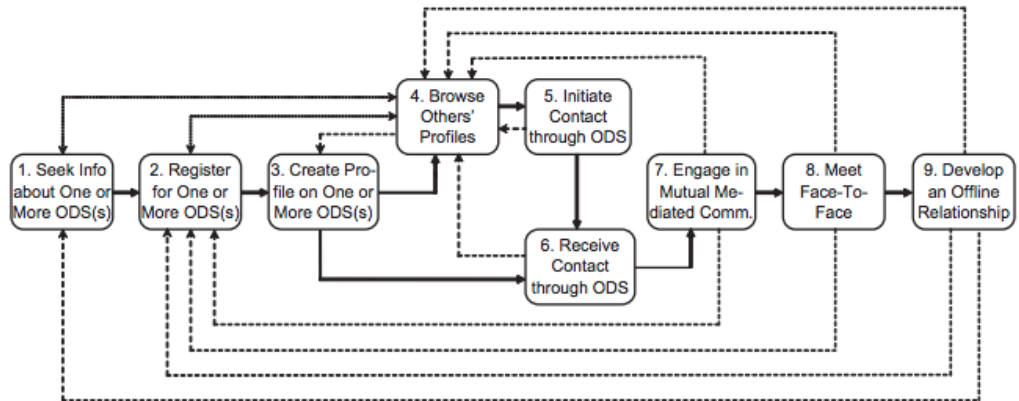 4. Browse
Others'
Profiles
5. Initiate
Contact
through ODS
1. Seek Info
about One or
More ODS(s)
2. Register
for One or
More ODS(s)
3. Create Pro-
file on One or
More ODS(s)
7. Engage in
Mutual Me-
diated Comm.
8. Meet
Face-To-
Face
9. Develop
an Offline
Relationship
6. Receive
Contact
through ODS